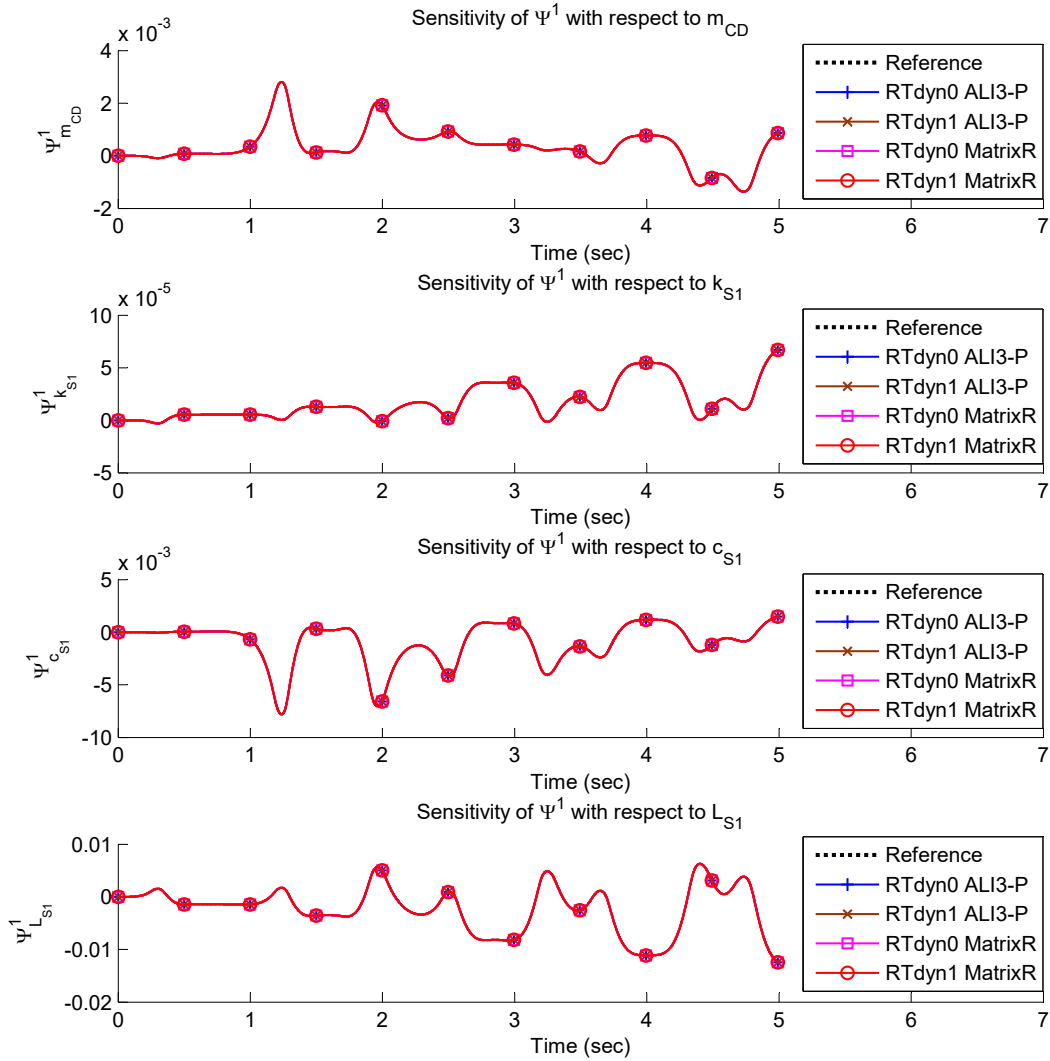 Sensitivity of Ψ¹ with respect to m_CD
x 10⁻³
4
2
0
-2
Ψ¹_m_CD
0 1 2 3 4 5 6 7
Time (sec)
Reference
RTdyn0 ALI3-P
RTdyn1 ALI3-P
RTdyn0 MatrixR
RTdyn1 MatrixR
Sensitivity of Ψ¹ with respect to k_S1
x 10⁻⁵
10
5
0
-5
Ψ¹_k_S1
0 1 2 3 4 5 6 7
Time (sec)
Reference
RTdyn0 ALI3-P
RTdyn1 ALI3-P
RTdyn0 MatrixR
RTdyn1 MatrixR
Sensitivity of Ψ¹ with respect to c_S1
x 10⁻³
5
0
-5
-10
Ψ¹_c_S1
0 1 2 3 4 5 6 7
Time (sec)
Reference
RTdyn0 ALI3-P
RTdyn1 ALI3-P
RTdyn0 MatrixR
RTdyn1 MatrixR
Sensitivity of Ψ¹ with respect to L_S1
0.01
0
-0.01
-0.02
Ψ¹_L_S1
0 1 2 3 4 5 6 7
Time (sec)
Reference
RTdyn0 ALI3-P
RTdyn1 ALI3-P
RTdyn0 MatrixR
RTdyn1 MatrixR